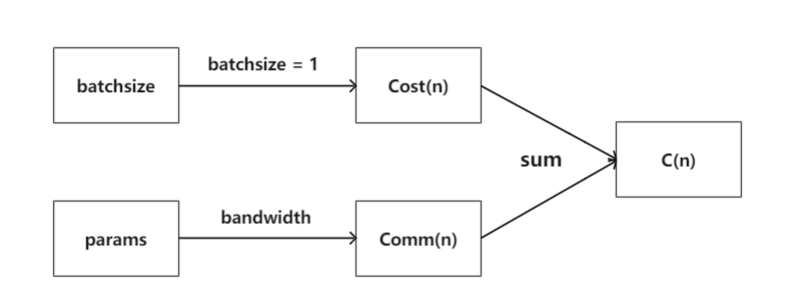 batchsize
batchsize = 1
Cost(n)
sum
C(n)
params
bandwidth
Comm(n)